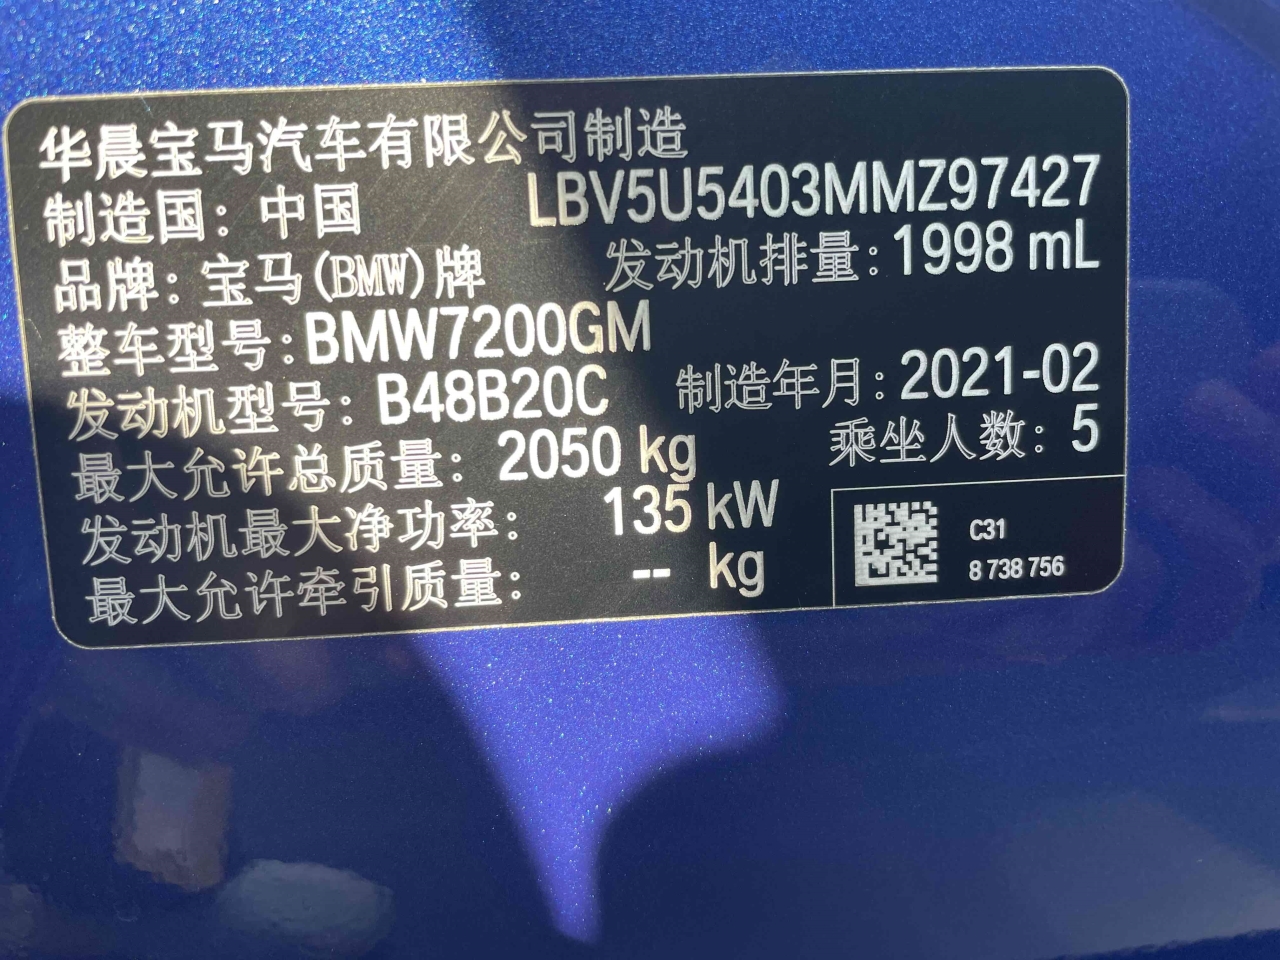 华晨宝马汽车有限公司制造
制造国：中国 LBV5U5403MMZ97427
品牌：宝马(BMW)牌 发动机排量：1998 mL
整车型号：BMW7200GM
发动机型号：B48B20C 制造年月：2021-02
最大允许总质量：2050 kg 乘坐人数：5
发动机最大净功率：135 kW
最大允许牵引质量：-- kg
C31
8 738 756